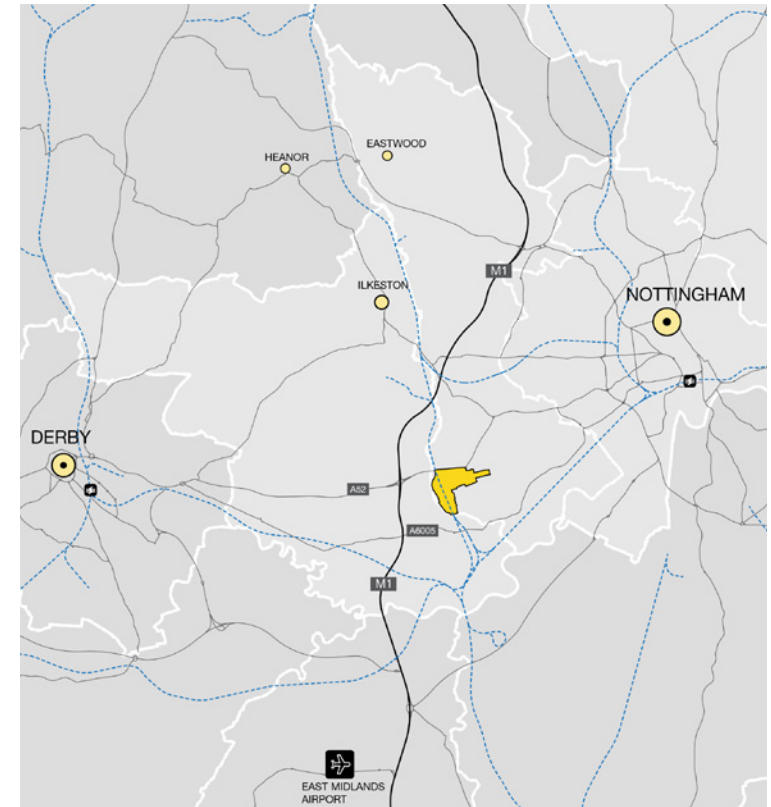 EASTWOOD
HEANOR
M1
ILKESTON
NOTTINGHAM
DERBY
A52
A6005
M1
EAST MIDLANDS
AIRPORT